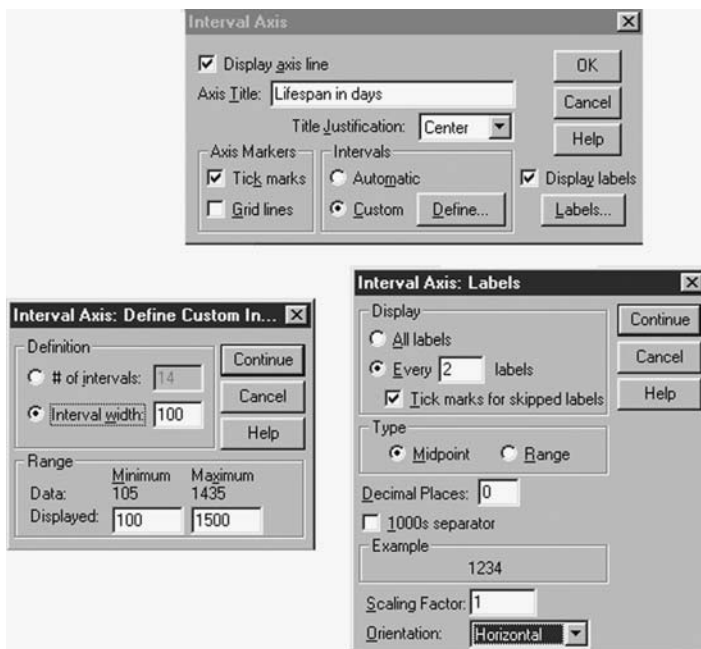 Interval Axis
Display axis line
OK
Axis Title: Lifespan in days
Cancel
Title Justification: Center
Help
Axis Markers
Intervals
Tick marks
Automatic
Display labels
Grid lines
Custom Define...
Labels...
Interval Axis: Define Custom In...
Definition
# of intervals: 14
Continue
Interval width: 100
Cancel
Help
Range
Minimum Maximum
Data: 105 1435
Displayed: 100 1500
Interval Axis: Labels
Display
Continue
All labels
Every 2 labels
Cancel
Tick marks for skipped labels
Help
Type
Midpoint Range
Decimal Places: 0
1000s separator
Example
1234
Scaling Factor: 1
Orientation: Horizontal